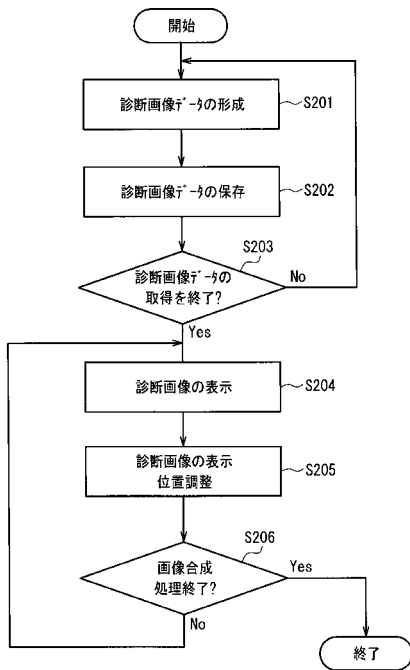 開始
診断画像データの形成
S201
診断画像データの保存
S202
S203
診断画像データの
取得を終了?
No
Yes
診断画像の表示
S204
診断画像の表示
位置調整
S205
S206
画像合成
処理終了?
Yes
No
終了